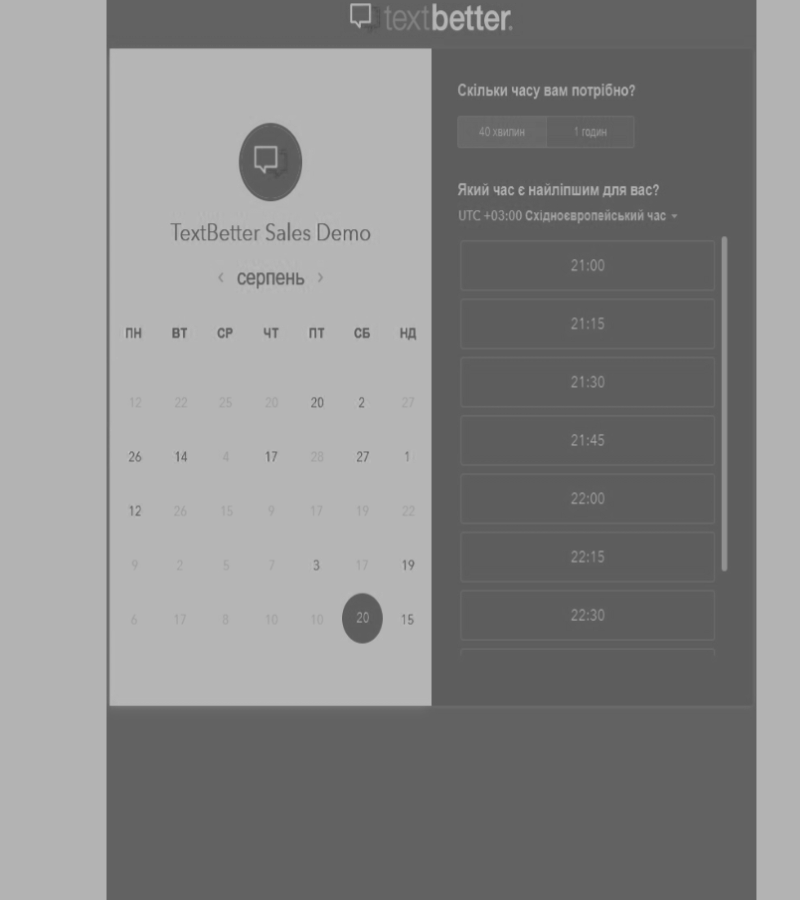 textbetter.
TextBetter Sales Demo
‹ серпень ›
ПН ВТ СР ЧТ ПТ СБ НД
12 22 25 20 20 2 27
26 14 4 17 28 27 1
12 26 15 9 17 19 22
9 2 5 7 3 17 19
6 17 8 10 10 20 15
Скільки часу вам потрібно?
40 хвилин 1 годин
Який час є найліпшим для вас?
UTC +03:00 Східноєвропейський час
21:00
21:15
21:30
21:45
22:00
22:15
22:30